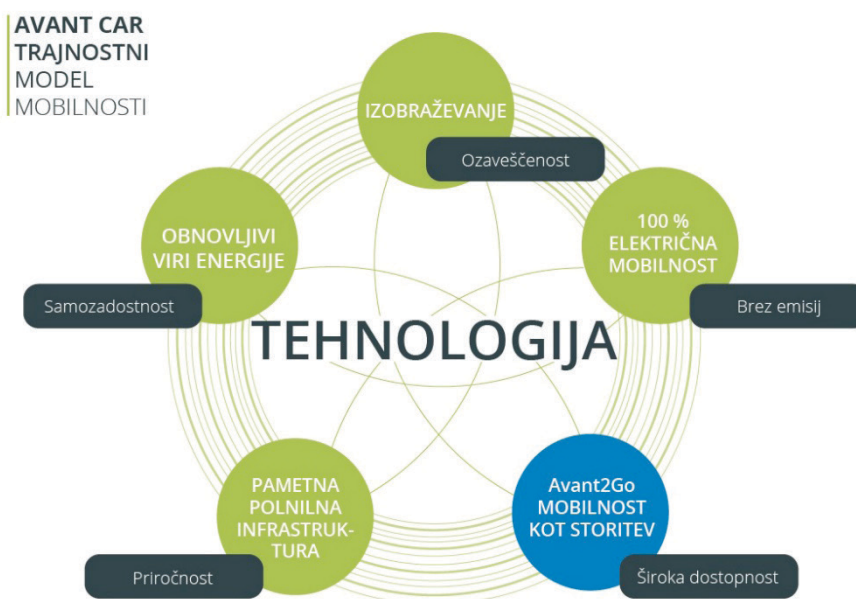 AVANT CAR
TRAJNOSTNI
MODEL
MOBILNOSTI
IZOBRAŽEVANJE
Ozaveščenost
OBNOVLJIVI
VIRI ENERGIJE
Samozadostnost
100 %
ELEKTRIČNA
MOBILNOST
Brez emisij
TEHNOLOGIJA
PAMETNA
POLNILNA
INFRASTRUK-
TURA
Priročnost
Avant2Go
MOBILNOST
KOT STORITEV
Široka dostopnost